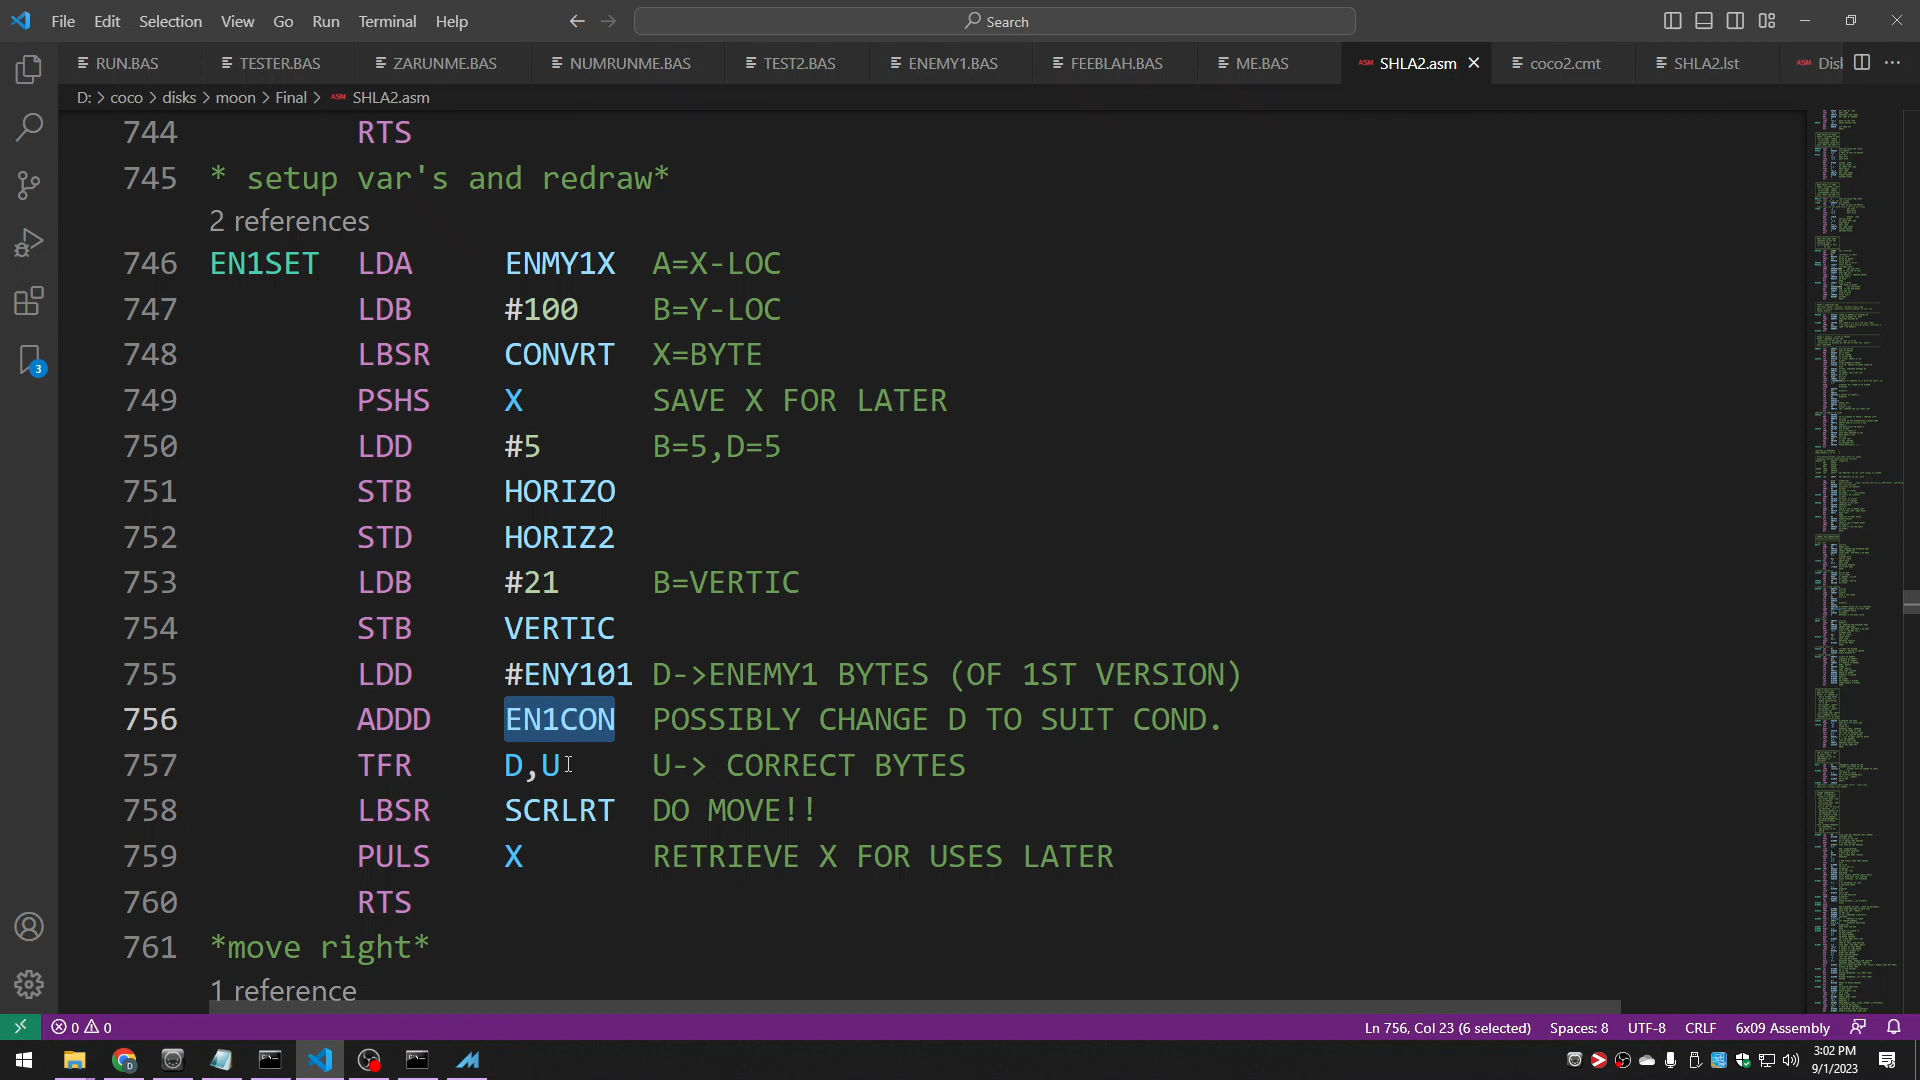 File Edit Selection View Go Run Terminal Help Search
RUN.BAS TESTER.BAS ZARUNME.BAS NUMRUNME.BAS TEST2.BAS ENEMY1.BAS FEEBLAH.BAS ME.BAS ASM SHLA2.asm coco2.cmt SHLA2.lst ASM Disk
D: > coco > disks > moon > Final > ASM SHLA2.asm
744 RTS
745 * setup var's and redraw*
2 references
746 EN1SET LDA ENMY1X A=X-LOC
747 LDB #100 B=Y-LOC
748 LBSR CONVRT X=BYTE
749 PSHS X SAVE X FOR LATER
750 LDD #5 B=5,D=5
751 STB HORIZO
752 STD HORIZ2
753 LDB #21 B=VERTIC
754 STB VERTIC
755 LDD #ENY101 D->ENEMY1 BYTES (OF 1ST VERSION)
756 ADDD EN1CON POSSIBLY CHANGE D TO SUIT COND.
757 TFR D,U U-> CORRECT BYTES
758 LBSR SCRLRT DO MOVE!!
759 PULS X RETRIEVE X FOR USES LATER
760 RTS
761 *move right*
1 reference
3
0 0 Ln 756, Col 23 (6 selected) Spaces: 8 UTF-8 CRLF 6x09 Assembly
3:02 PM
9/1/2023